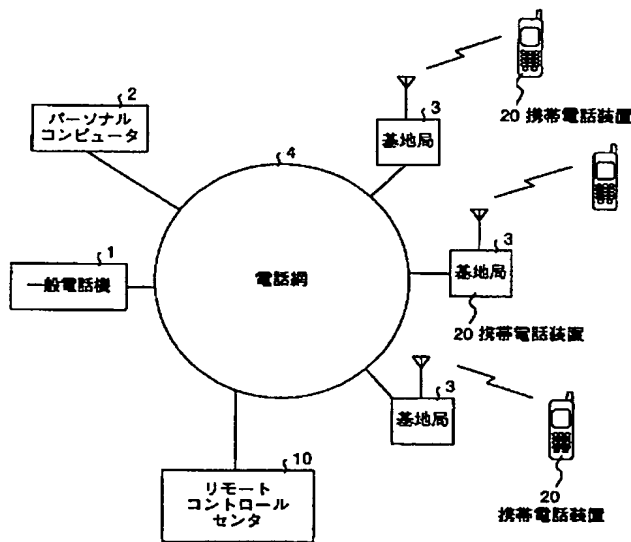 2
パーソナル
コンピュータ
3
基地局
20 携帯電話装置
4
1
一般電話機
電話網
3
基地局
20 携帯電話装置
3
基地局
10
リモート
コントロール
センタ
20
携帯電話装置